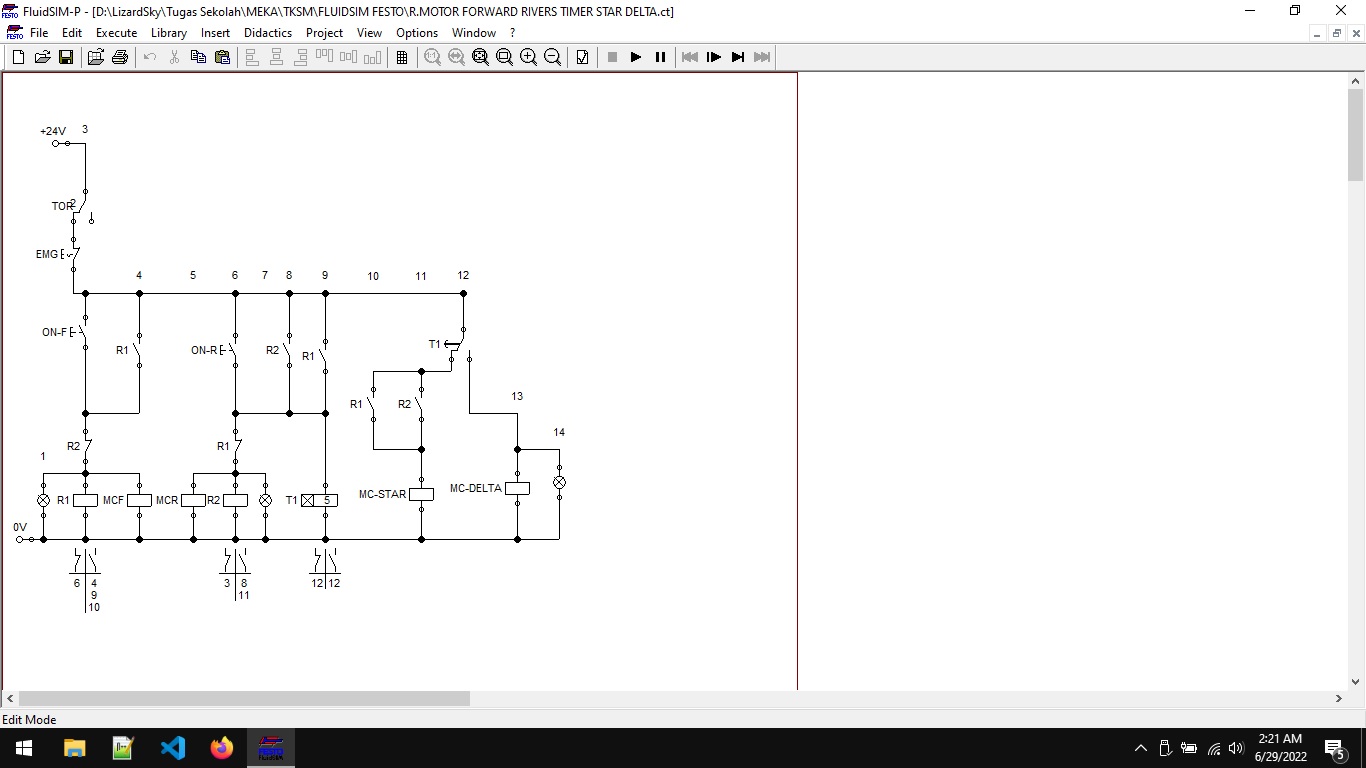 FluidSIM-P - [D:\LizardSky\Tugas Sekolah\MEKA\TKSM\FLUIDSIM FESTO\R.MOTOR FORWARD RIVERS TIMER STAR DELTA.ct]
File Edit Execute Library Insert Didactics Project View Options Window ?
+24V 3
TOR 2
EMG
4 5 6 7 8 9 10 11 12
ON-F
R1 ON-R R2 R1 T1
13
R1 R2
14
R2 R1
1
R1 MCF MCR R2 T1 5 MC-STAR MC-DELTA
0V
6 4 3 8 12 12
9 11
10
Edit Mode
2:21 AM
6/29/2022
5